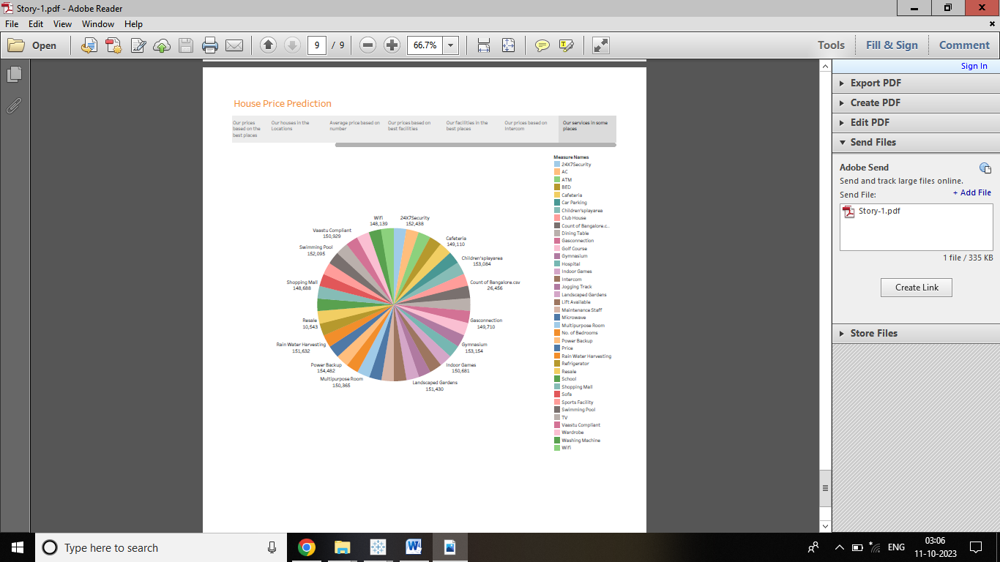 Story-1.pdf - Adobe Reader
File Edit View Window Help
Open 9 / 9 66.7% Tools Fill & Sign Comment
Sign In
Export PDF
Create PDF
Edit PDF
Send Files
Adobe Send
Send and track large files online.
Send File:
+ Add File
Story-1.pdf
1 file / 335 KB
Create Link
Store Files
House Price Prediction
Our prices
based on the
best places
Our houses in the
Locations
Average price based on
number
Our prices based on
best facilities
Our facilities in the
best places
Our prices based on
Intercom
Our services in some
places
Wifi
148,139
24X7Security
152,438
Vaastu Compliant
150,929
Cafeteria
149,110
Swimming Pool
152,095
Children'splayarea
153,084
Shopping Mall
148,688
Count of Bangalore.csv
26,456
Resale
10,543
Gasconnection
149,710
Rain Water Harvesting
151,632
Gymnasium
153,154
Power Backup
154,482
Indoor Games
150,681
Multipurpose Room
150,365
Landscaped Gardens
151,430
Measure Names
24X7Security
AC
ATM
BED
Cafeteria
Car Parking
Children'splayarea
Club House
Count of Bangalore.c..
Dining Table
Gasconnection
Golf Course
Gymnasium
Hospital
Indoor Games
Intercom
Jogging Track
Landscaped Gardens
Lift Available
Maintenance Staff
Microwave
Multipurpose Room
No. of Bedrooms
Power Backup
Price
Rain Water Harvesting
Refrigerator
Resale
School
Shopping Mall
Sofa
Sports Facility
Swimming Pool
TV
Vaastu Compliant
Wardrobe
Washing Machine
Wifi
Type here to search
ENG
03:06
11-10-2023